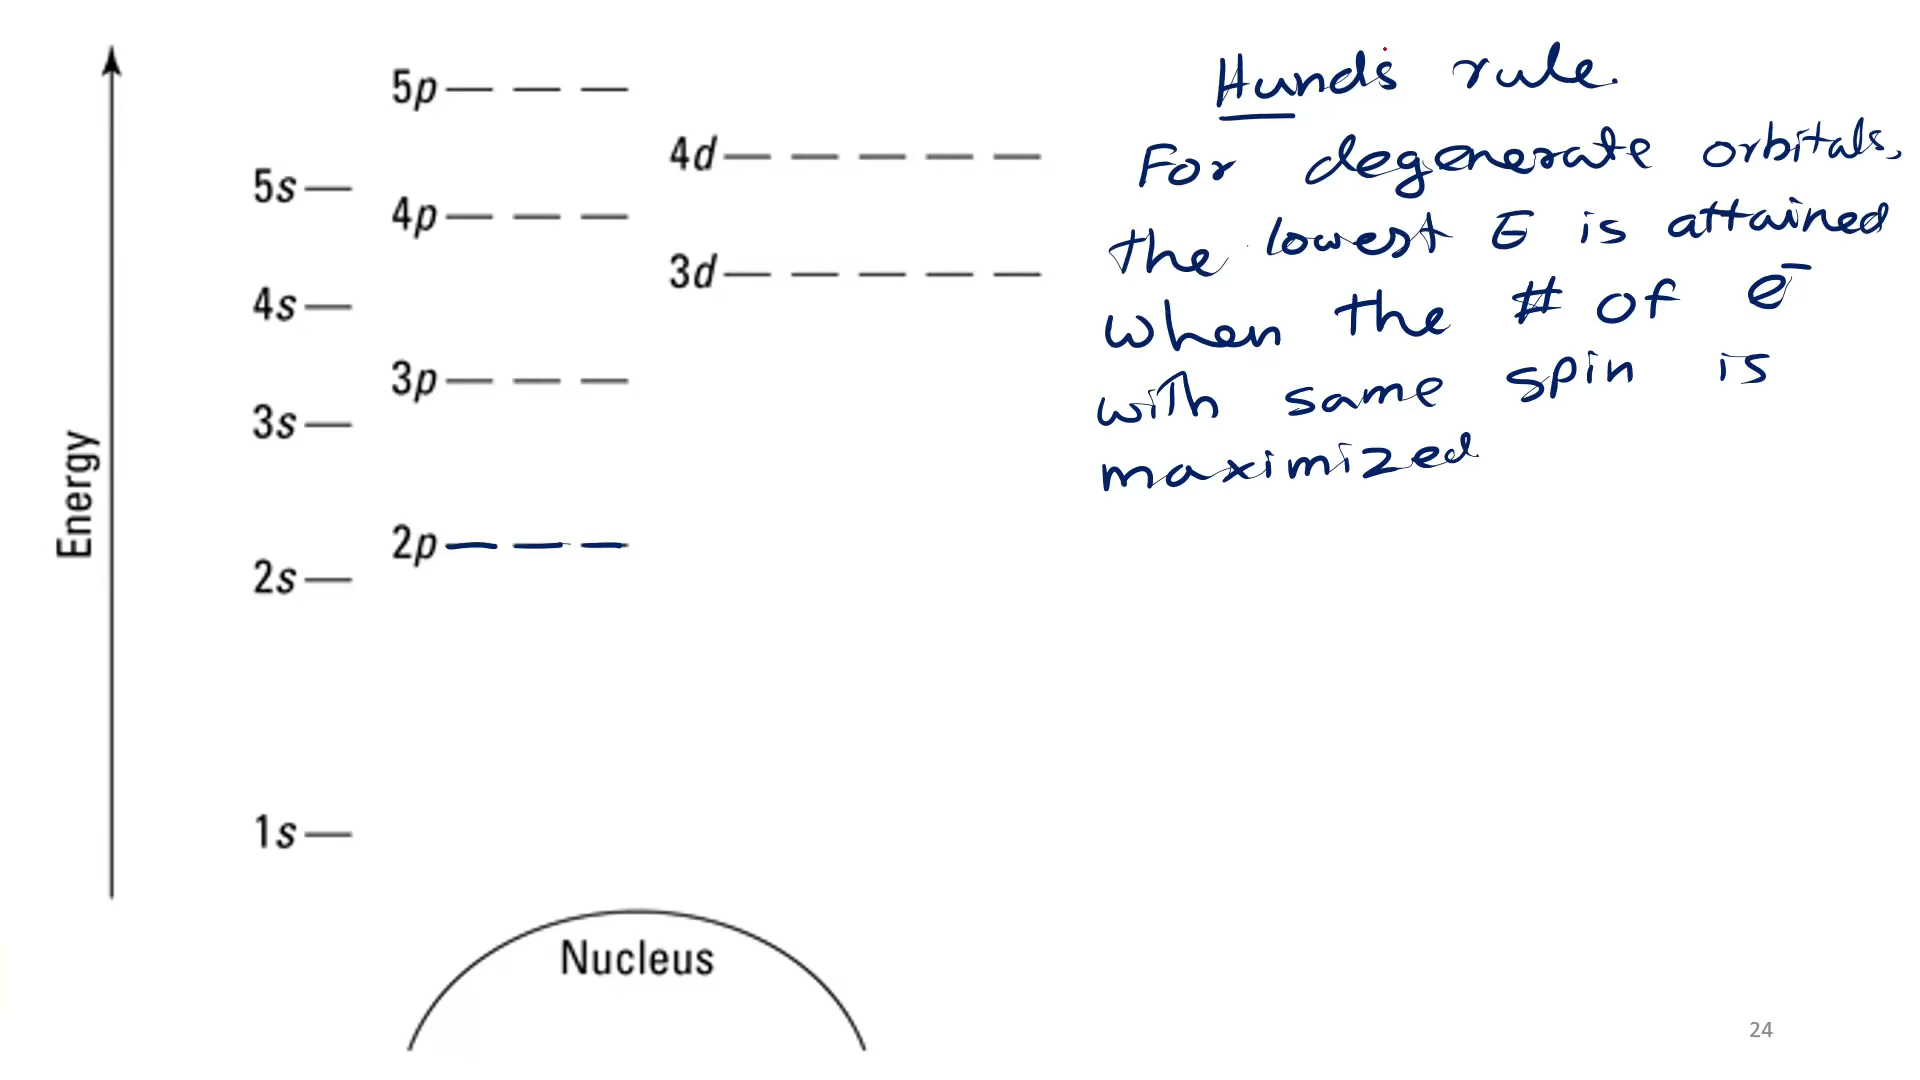 5p
4d
5s
4p
3d
4s
3p
3s
2p
2s
1s
Energy
Nucleus
Hund's rule.
For degenerate orbitals,
the lowest E is attained
when the # of e⁻
with same spin is
maximized
24